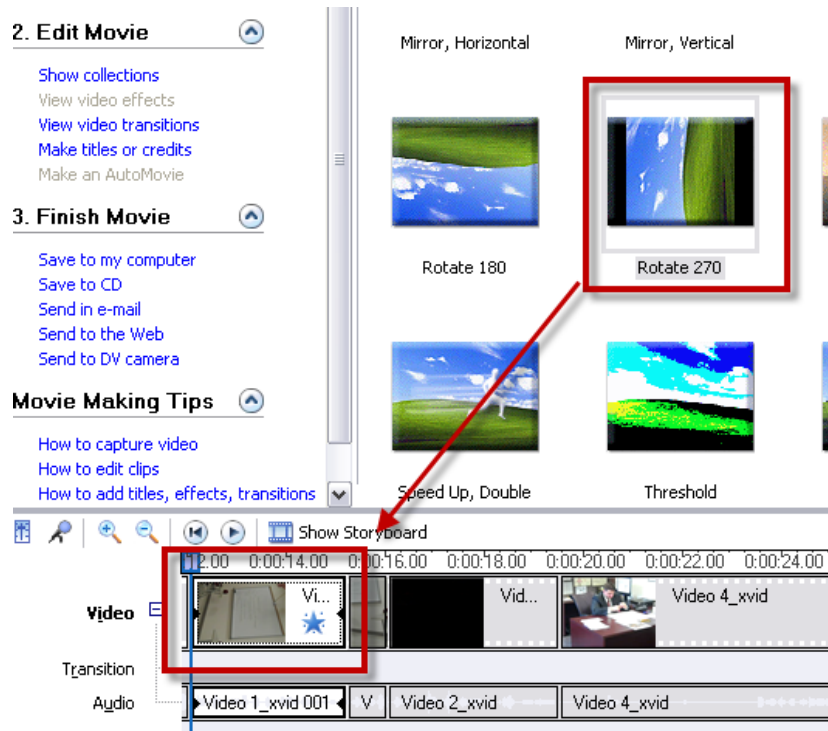 2. Edit Movie
Show collections
View video effects
View video transitions
Make titles or credits
Make an AutoMovie
3. Finish Movie
Save to my computer
Save to CD
Send in e-mail
Send to the Web
Send to DV camera
Movie Making Tips
How to capture video
How to edit clips
How to add titles, effects, transitions
Mirror, Horizontal
Mirror, Vertical
Rotate 180
Rotate 270
Speed Up, Double
Threshold
Show Storyboard
12.00 0:00:14.00 0:00:16.00 0:00:18.00 0:00:20.00 0:00:22.00 0:00:24.00
Video
Vi...
Vid...
Video 4_xvid
Transition
Audio
Video 1_xvid 001
V
Video 2_xvid
Video 4_xvid